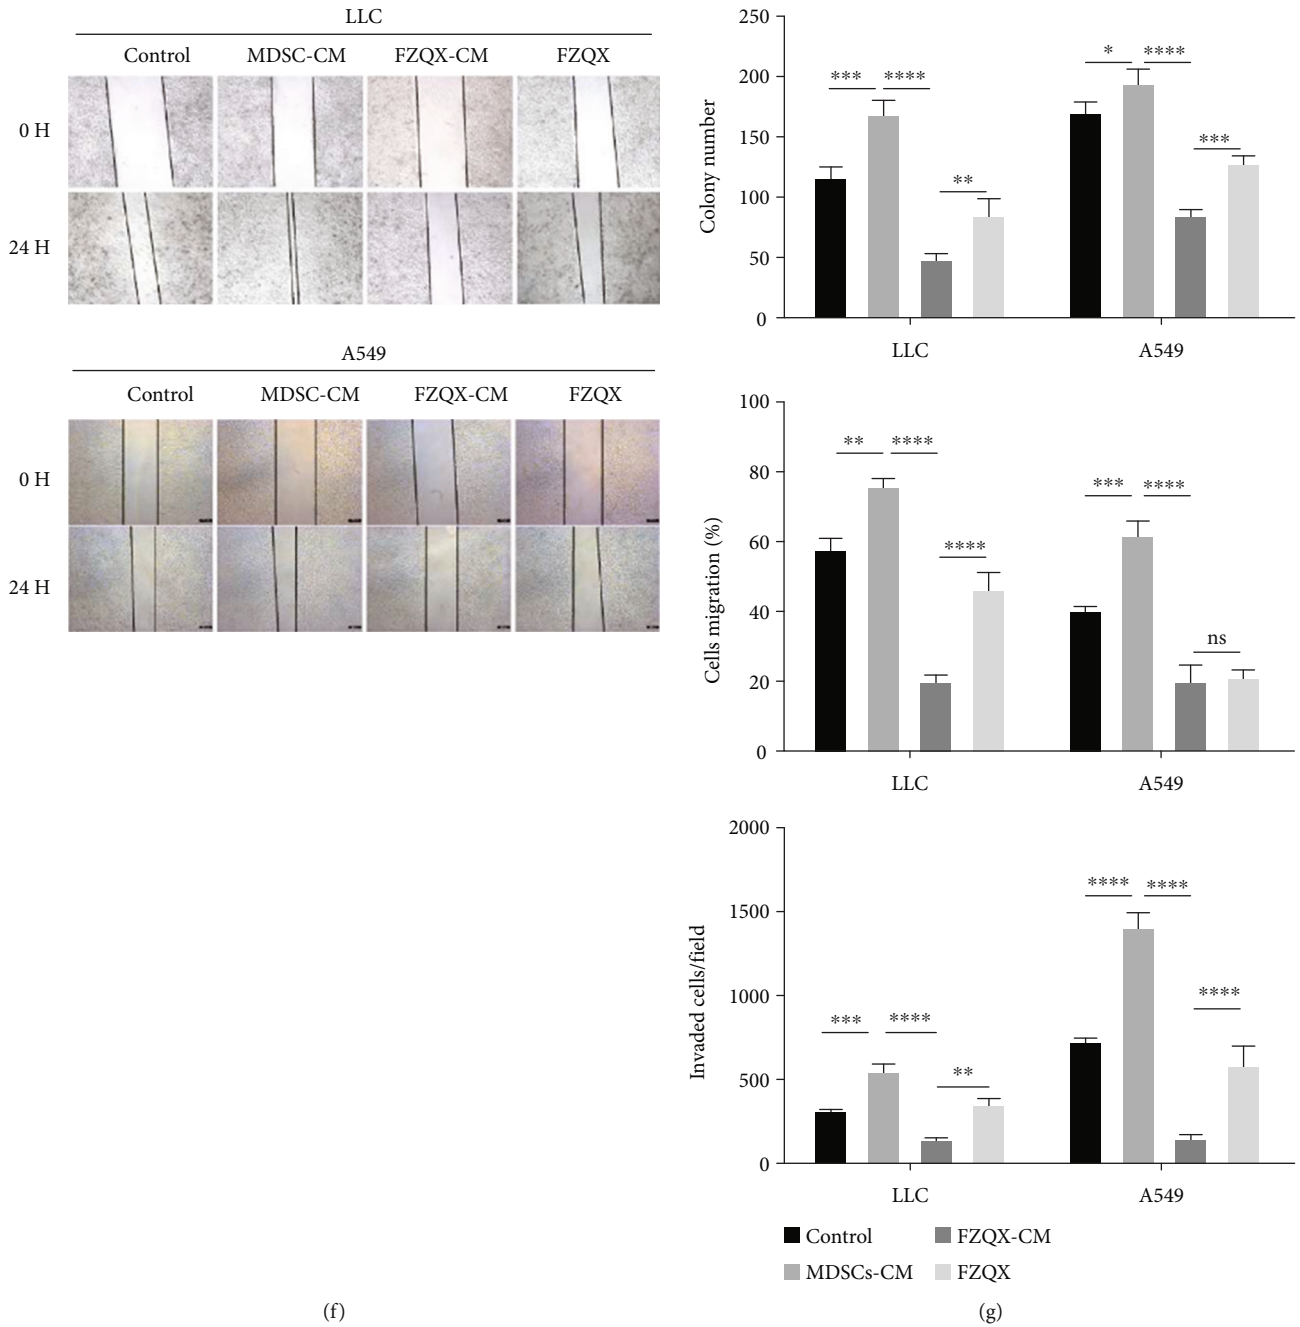 LLC
Control MDSC-CM FZQX-CM FZQX
0 H
24 H
A549
Control MDSC-CM FZQX-CM FZQX
0 H
24 H
(f)
250
200
150
100
50
0
Colony number
*** **** **
* **** ***
LLC A549
100
80
60
40
20
0
Cells migration (%)
** **** ****
*** **** ns
LLC A549
2000
1500
1000
500
0
Invaded cells/field
*** **** **
**** **** ****
LLC A549
Control FZQX-CM
MDSCs-CM FZQX
(g)